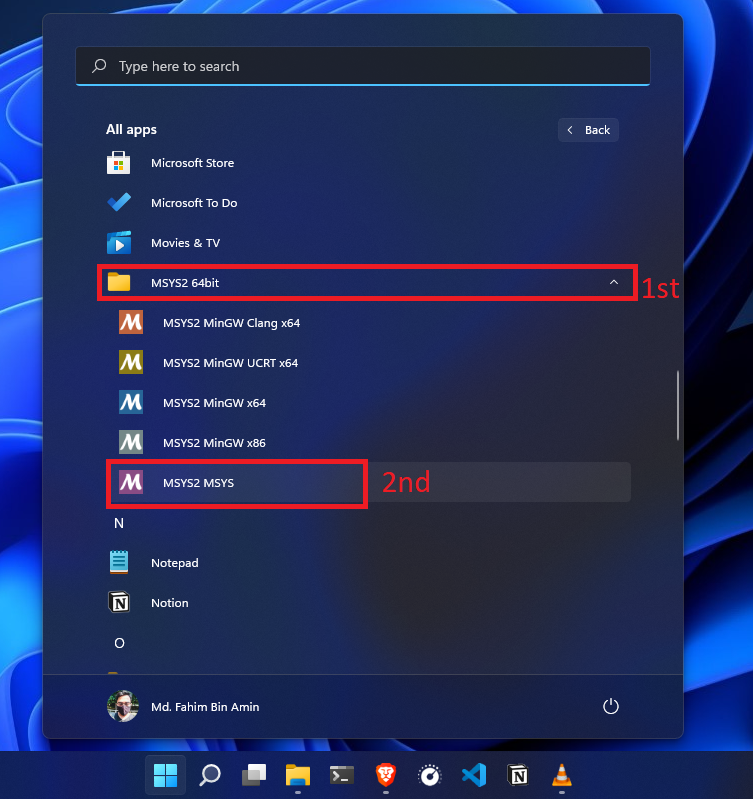 Type here to search
All apps
Back
Microsoft Store
Microsoft To Do
Movies & TV
MSYS2 64bit
1st
MSYS2 MinGW Clang x64
MSYS2 MinGW UCRT x64
MSYS2 MinGW x64
MSYS2 MinGW x86
MSYS2 MSYS
2nd
N
Notepad
Notion
O
Md. Fahim Bin Amin